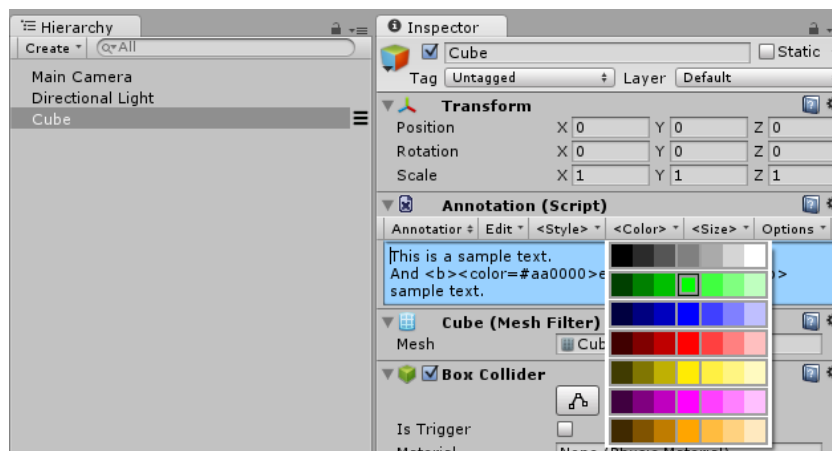 Hierarchy
Create
All
Main Camera
Directional Light
Cube
Inspector
Cube
Static
Tag Untagged Layer Default
Transform
Position X 0 Y 0 Z 0
Rotation X 0 Y 0 Z 0
Scale X 1 Y 1 Z 1
Annotation (Script)
Edit <Style> <Color> <Size> Options
This is a sample text.
And <b><color=#aa0000>
sample text.
Cube (Mesh Filter)
Mesh
Box Collider
Is Trigger